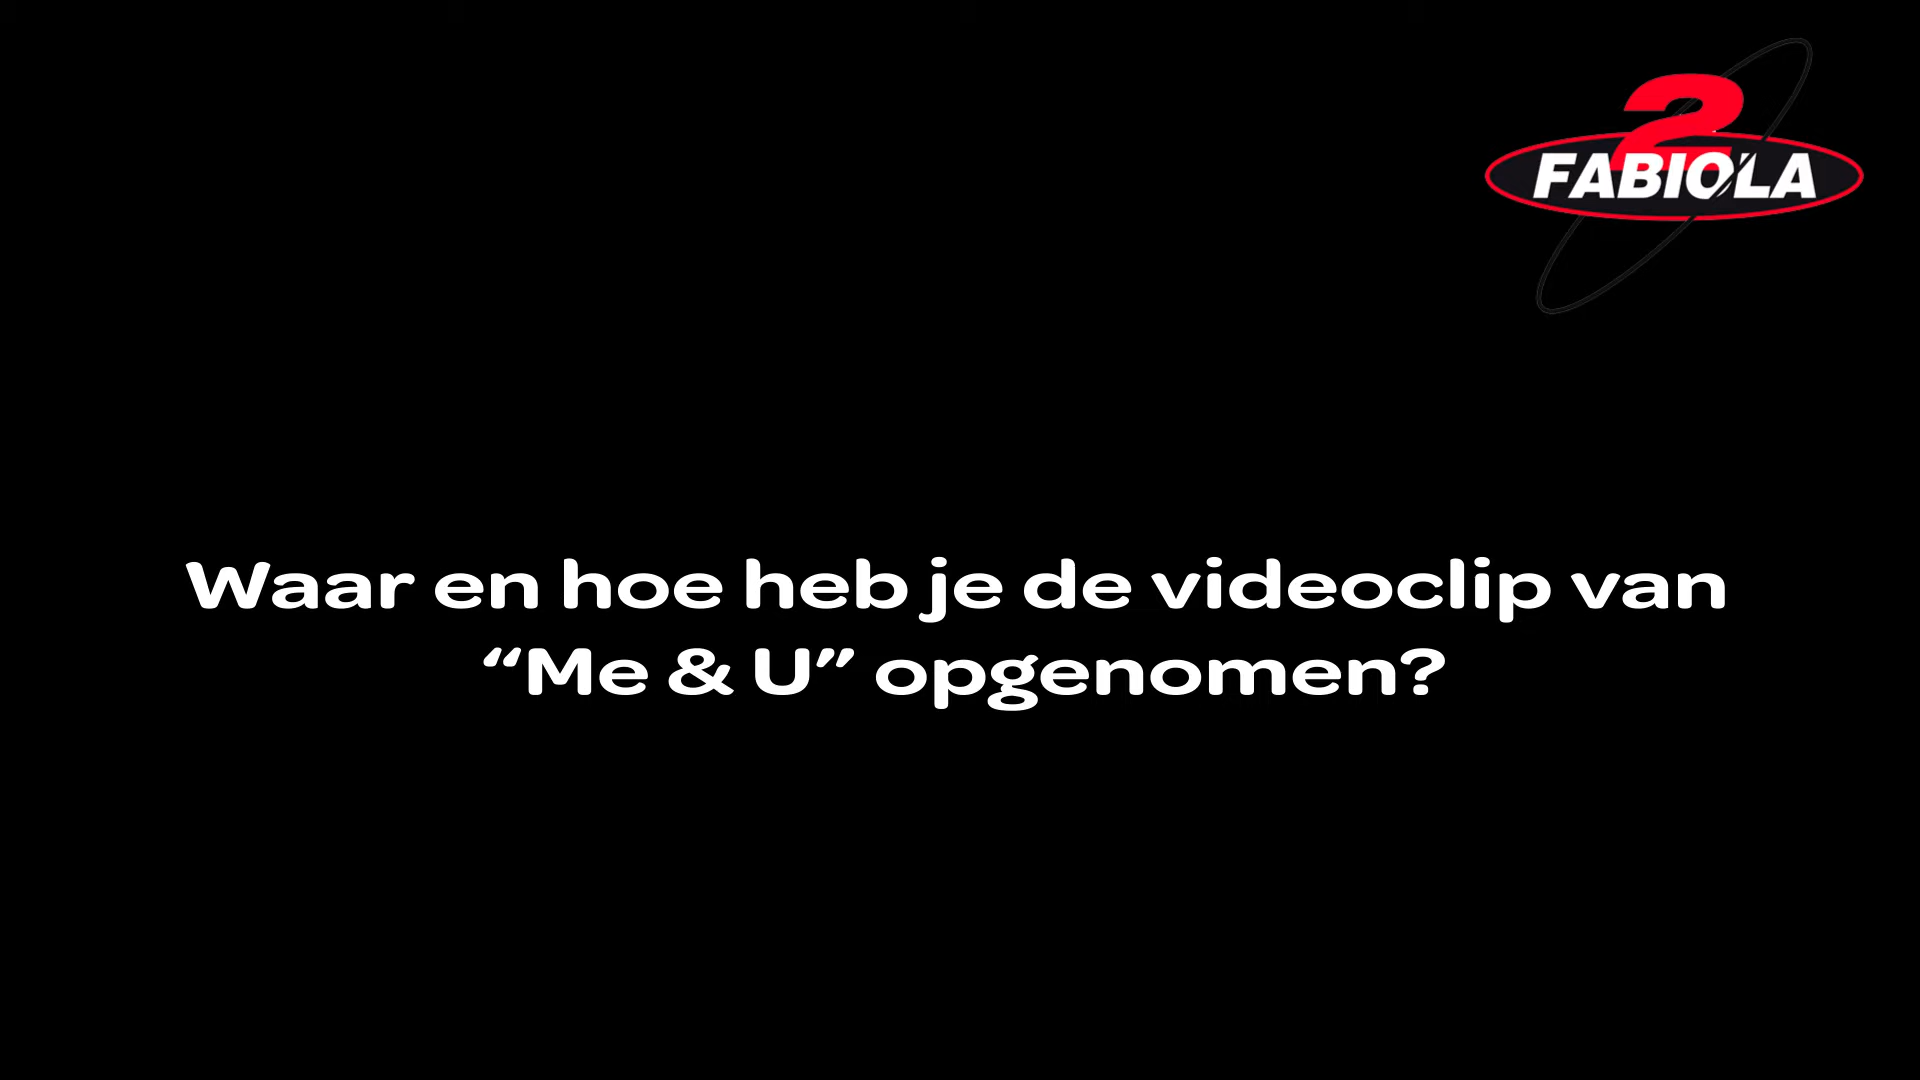 2
FABIOLA
Waar en hoe heb je de videoclip van
“Me & U” opgenomen?